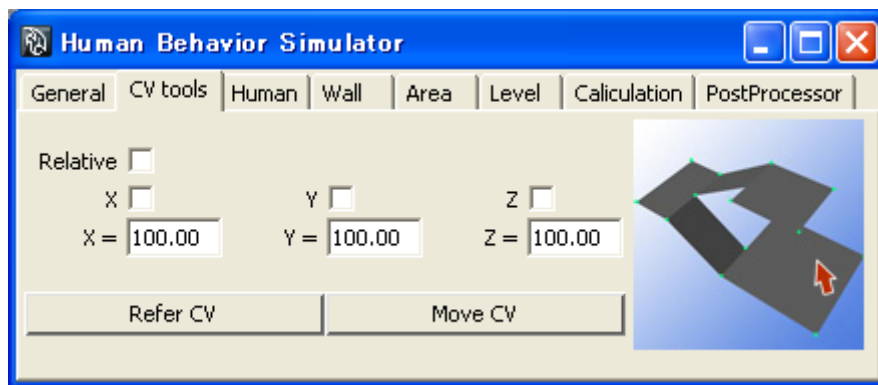 Human Behavior Simulator
General CV tools Human Wall Area Level Caliculation PostProcessor
Relative
X Y Z
X = 100.00 Y = 100.00 Z = 100.00
Refer CV Move CV